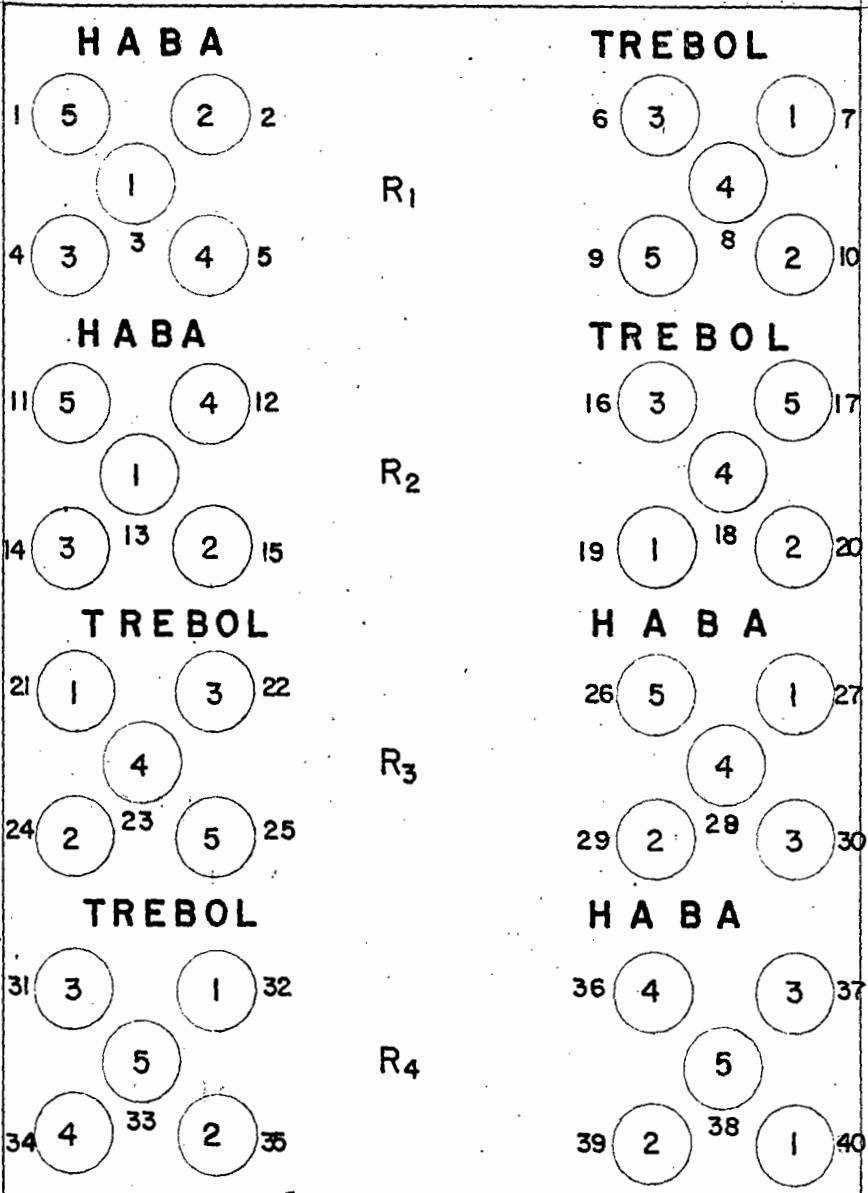 HABA TREBOL
1 5 2 2 6 3 1 7
1 R1 4
3 8
4 3 4 5 9 5 2 10
HABA TREBOL
11 5 4 12 16 3 5 17
1 R2 4
13 18
14 3 2 15 19 1 2 20
TREBOL HABA
21 1 3 22 26 5 1 27
4 R3 4
23 28
24 2 5 25 29 2 3 30
TREBOL HABA
31 3 1 32 36 4 3 37
5 R4 5
33 38
34 4 2 35 39 2 1 40